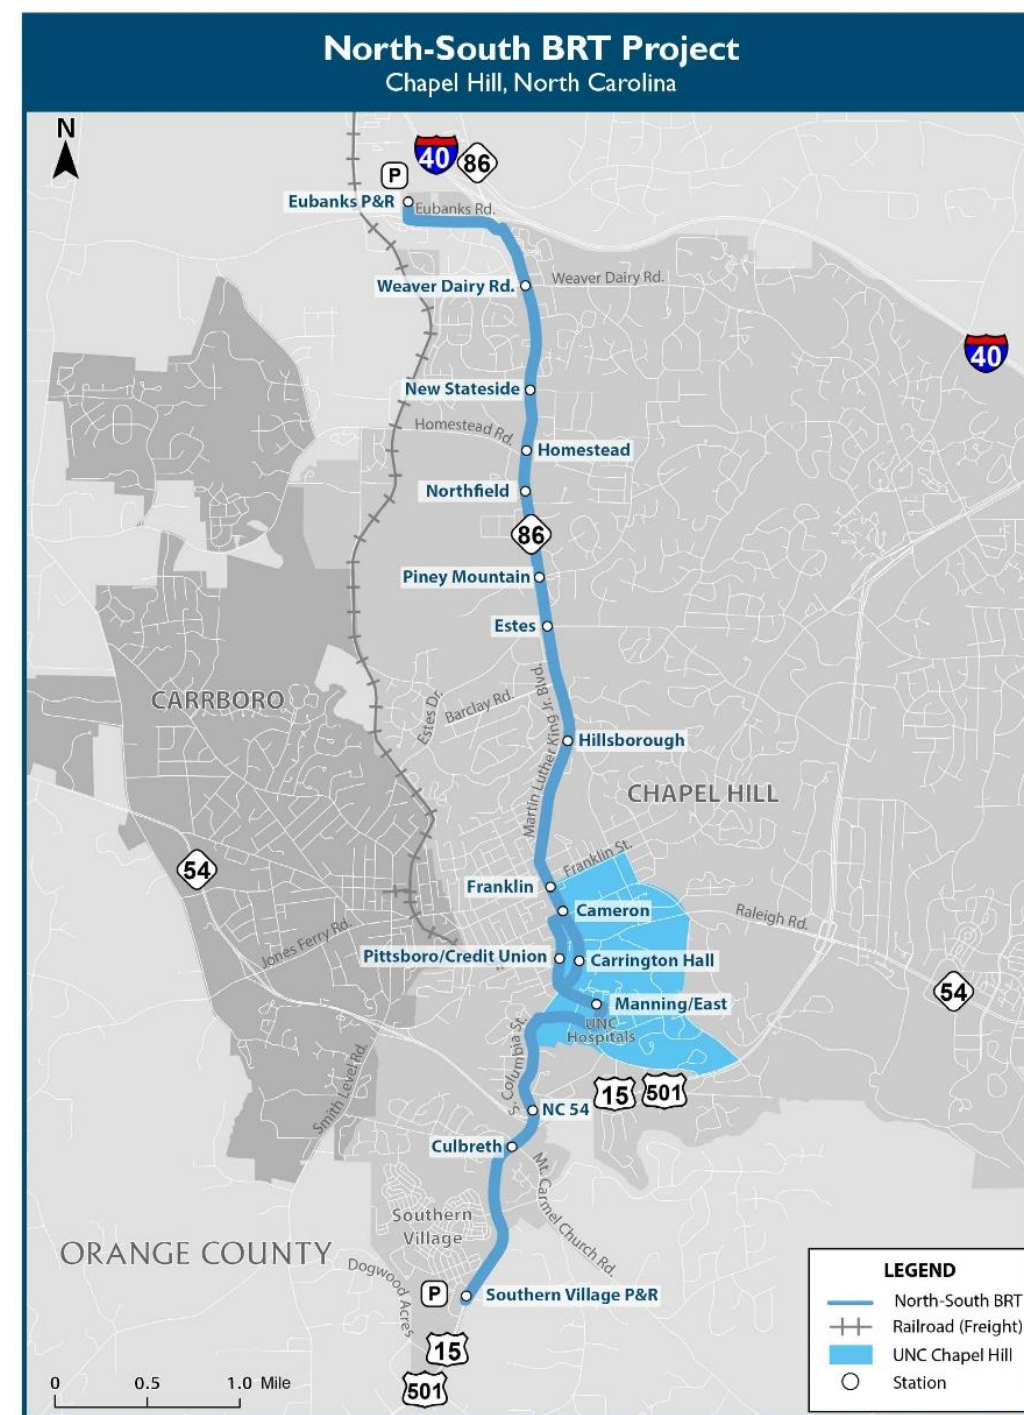 North-South BRT Project
Chapel Hill, North Carolina
N
40
86
P
Eubanks P&R
Eubanks Rd.
Weaver Dairy Rd.
Weaver Dairy Rd.
40
New Stateside
Homestead Rd.
Homestead
Northfield
86
Piney Mountain
Estes
CARRBORO
Estes Dr.
Barclay Rd.
Martin Luther King Jr. Blvd.
Hillsborough
CHAPEL HILL
54
Franklin St.
Franklin
Cameron
Raleigh Rd.
Jones Ferry Rd.
Pittsboro/Credit Union
Carrington Hall
54
Manning/East
UNC
Hospitals
S. Columbia St.
Smith Level Rd.
15
501
NC 54
Culbreth
Mt. Carmel Church Rd.
Southern
Village
ORANGE COUNTY
Dogwood Acres
P
Southern Village P&R
15
501
0
0.5
1.0 Mile
LEGEND
North-South BRT
Railroad (Freight)
UNC Chapel Hill
Station